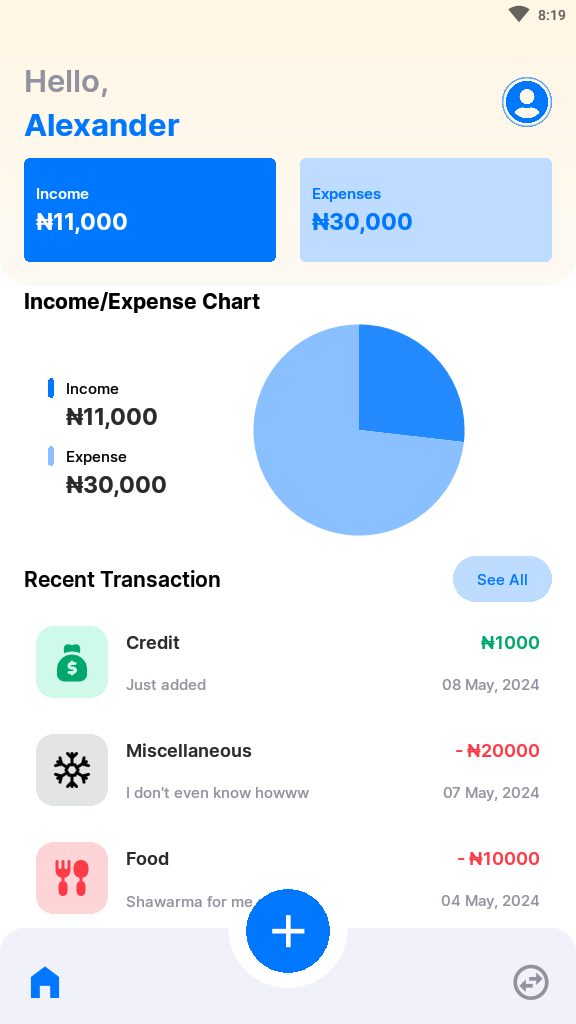 8:19
Hello,
Alexander
Income
₦11,000
Expenses
₦30,000
Income/Expense Chart
Income
₦11,000
Expense
₦30,000
Recent Transaction
See All
Credit
₦1000
Just added
08 May, 2024
Miscellaneous
- ₦20000
I don't even know howww
07 May, 2024
Food
- ₦10000
Shawarma for me
04 May, 2024